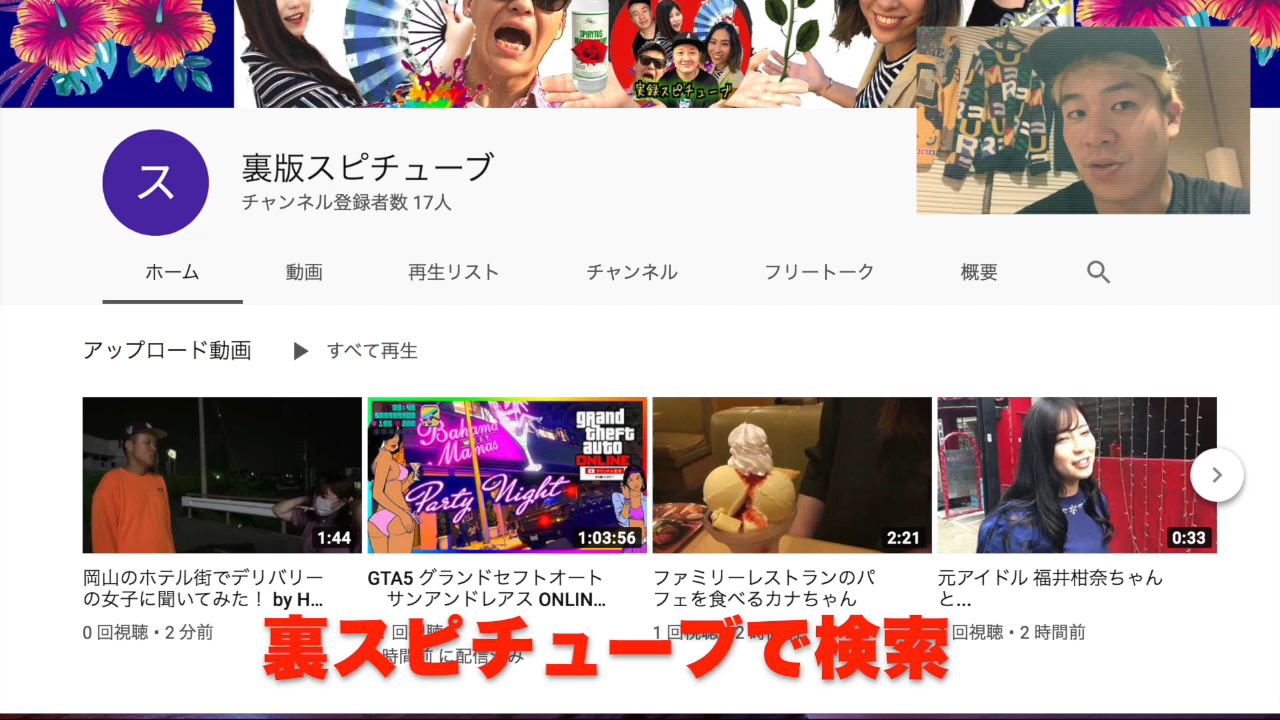 SPIRYTUS
実録スピチューブ
ス
裏版スピチューブ
チャンネル登録者数 17人
ホーム
動画
再生リスト
チャンネル
フリートーク
概要
アップロード動画
すべて再生
1:44
Bahama
Mamas
Party Night
grand
theft
auto
ONLINE
1:03:56
2:21
0:33
岡山のホテル街でデリバリー
の女子に聞いてみた！ by H...
0 回視聴・2 分前
GTA5 グランドセフトオート
サンアンドレアス ONLIN...
ファミリーレストランのパ
フェを食べるカナちゃん
元アイドル 福井柑奈ちゃん
と...
回視聴・2 時間前
裏スピチューブで検索